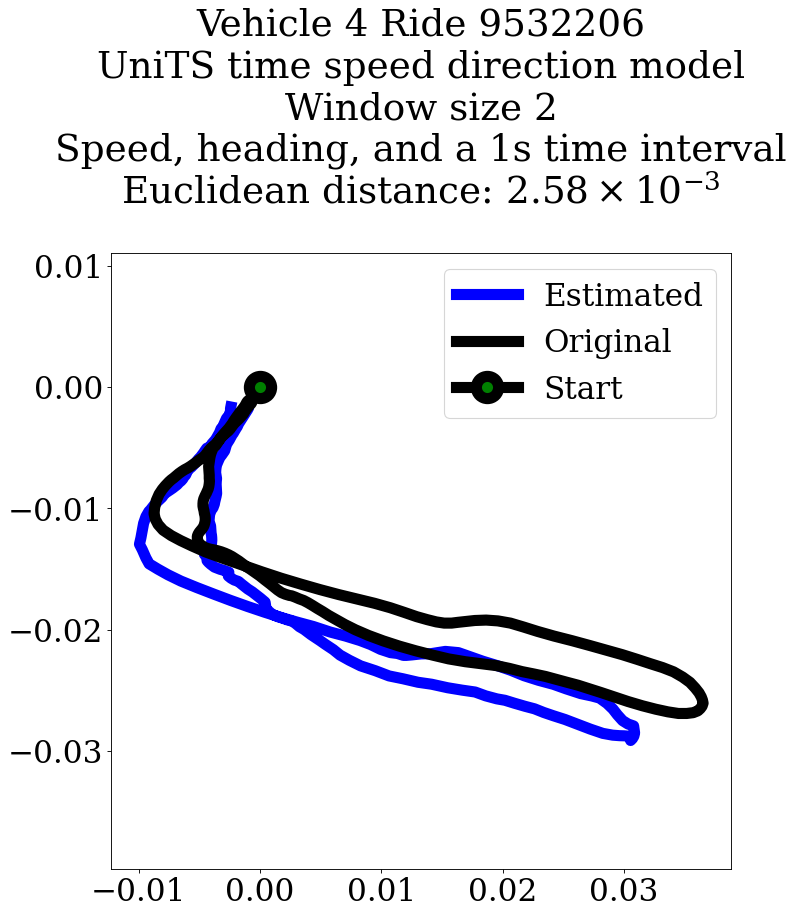 Vehicle 4 Ride 9532206
UniTS time speed direction model
Window size 2
Speed, heading, and a 1s time interval
Euclidean distance: 2.58 × 10⁻³
0.01
0.00
−0.01
−0.02
−0.03
Estimated
Original
Start
−0.01 0.00 0.01 0.02 0.03